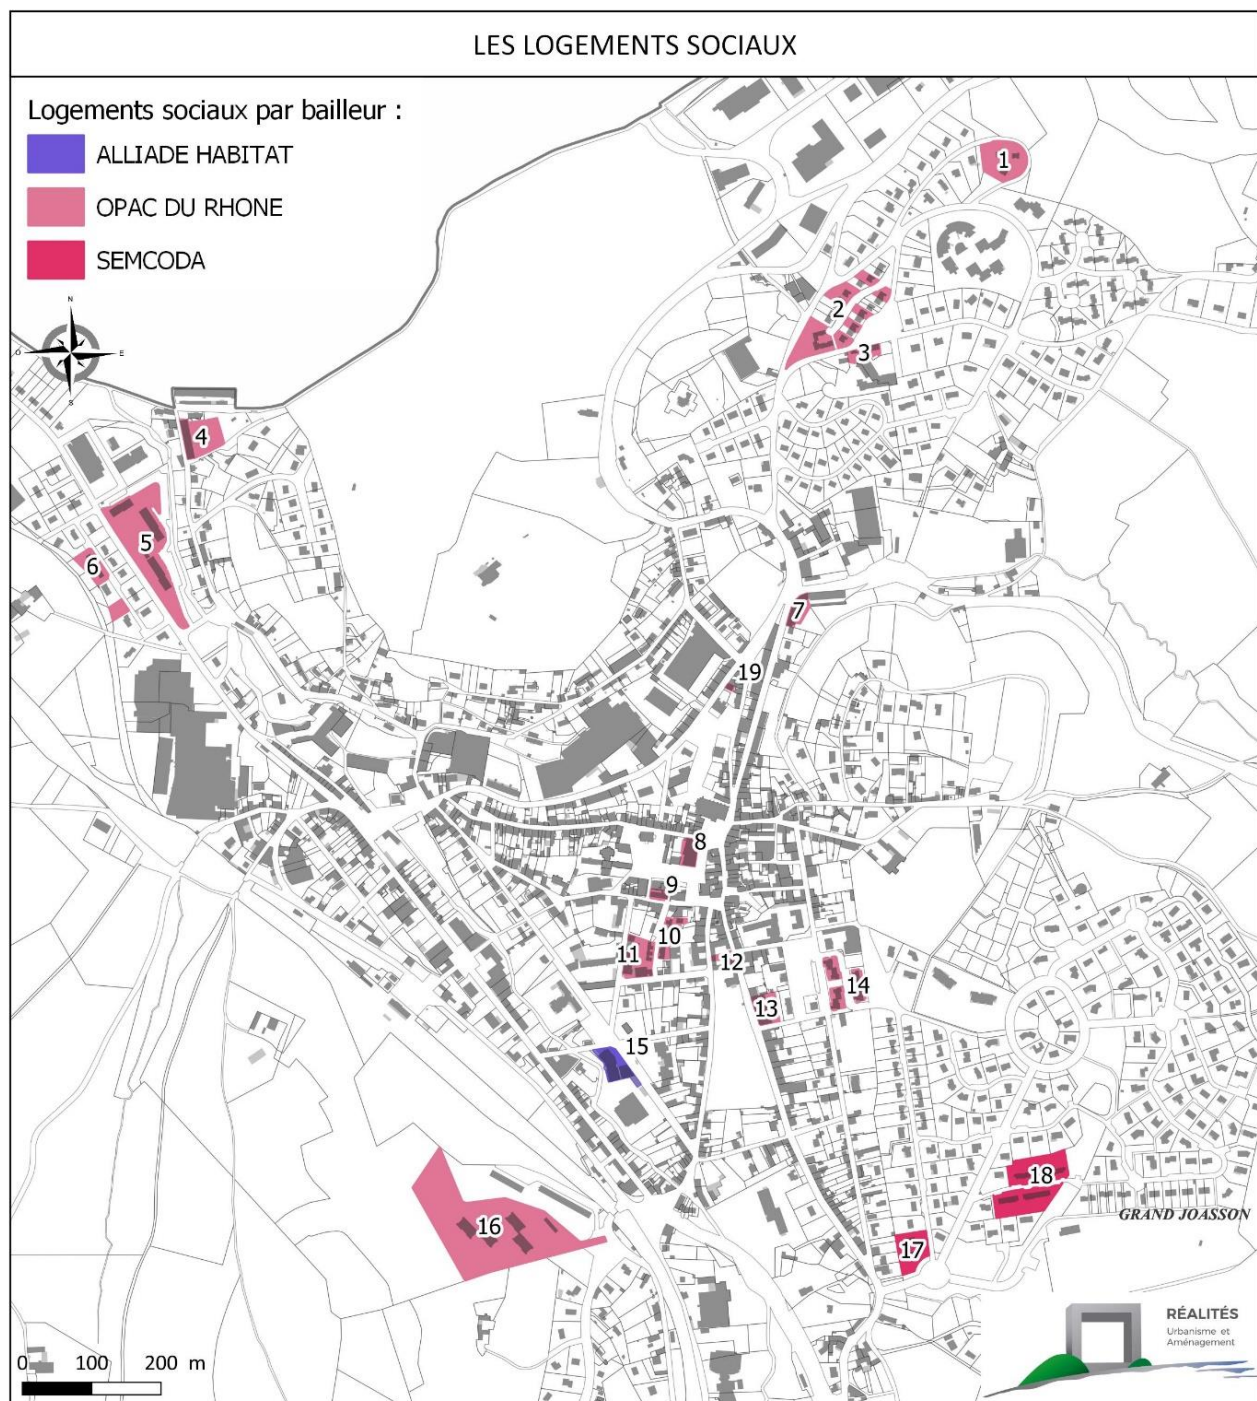 LES LOGEMENTS SOCIAUX
Logements sociaux par bailleur :
ALLIADE HABITAT
OPAC DU RHONE
SEMCODA
N
O
E
S
1
2
3
4
5
6
7
19
8
9
10
11
12
13
14
15
16
17
18
GRAND JOASSON
0 100 200 m
RÉALITÉS
Urbanisme et
Aménagement